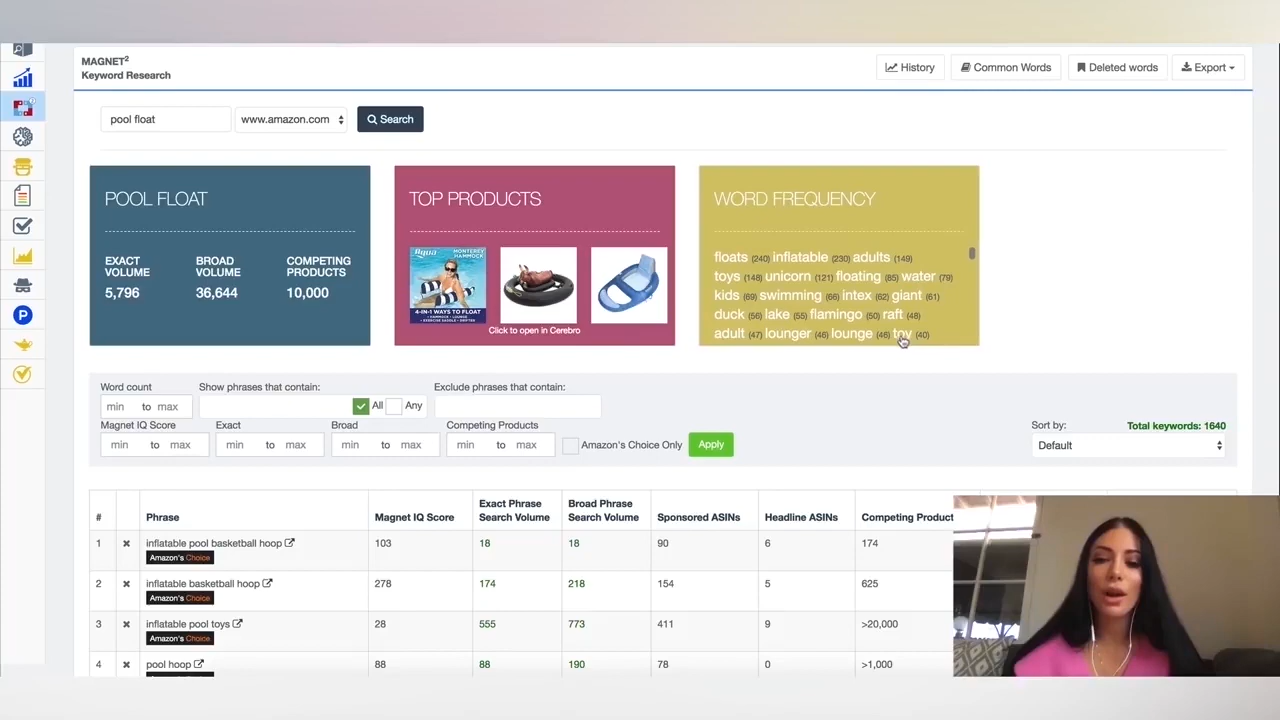 MAGNET²
Keyword Research
History
Common Words
Deleted words
Export
pool float
www.amazon.com
Search
POOL FLOAT
EXACT VOLUME
BROAD VOLUME
COMPETING PRODUCTS
5,796
36,644
10,000
TOP PRODUCTS
Aqua
MONTEREY HAMMOCK
4-IN-1 WAYS TO FLOAT
Click to open in Cerebro
WORD FREQUENCY
floats (240) inflatable (230) adults (149)
toys (148) unicorn (121) floating (85) water (79)
kids (69) swimming (66) intex (62) giant (61)
duck (56) lake (55) flamingo (50) raft (48)
adult (47) lounger (46) lounge (46) toy (40)
Word count
Show phrases that contain:
Exclude phrases that contain:
min to max
All
Any
Magnet IQ Score
Exact
Broad
Competing Products
min to max
min to max
min to max
min to max
Amazon's Choice Only
Apply
Sort by:
Total keywords: 1640
Default
# Phrase Magnet IQ Score Exact Phrase Search Volume Broad Phrase Search Volume Sponsored ASINs Headline ASINs Competing Product
1 inflatable pool basketball hoop 103 18 18 90 6 174
Amazon's Choice
2 inflatable basketball hoop 278 174 218 154 5 625
Amazon's Choice
3 inflatable pool toys 28 555 773 411 9 >20,000
Amazon's Choice
4 pool hoop 88 88 190 78 0 >1,000